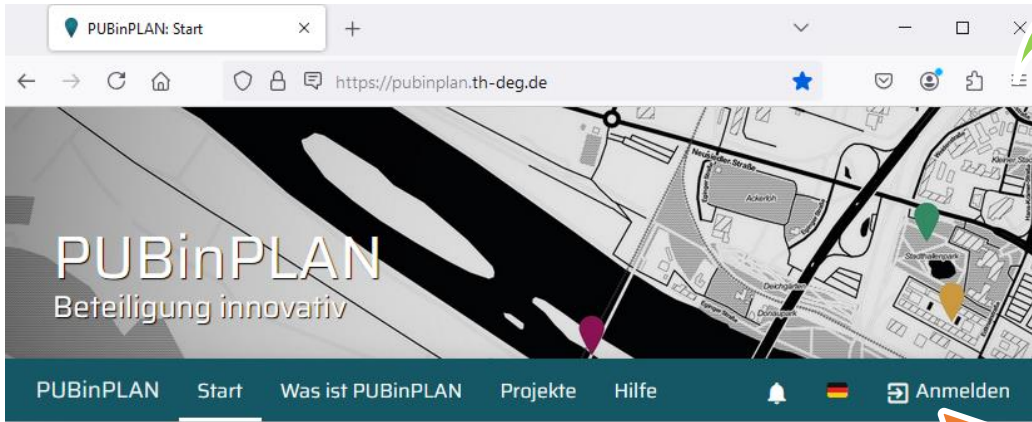 PUBinPLAN: Start
https://pubinplan.th-deg.de
Neusiedler Straße
Ackerloh
Stadthallenpark
Deichgärten
Donaupark
PUBinPLAN
Beteiligung innovativ
PUBinPLAN Start Was ist PUBinPLAN Projekte Hilfe Anmelden